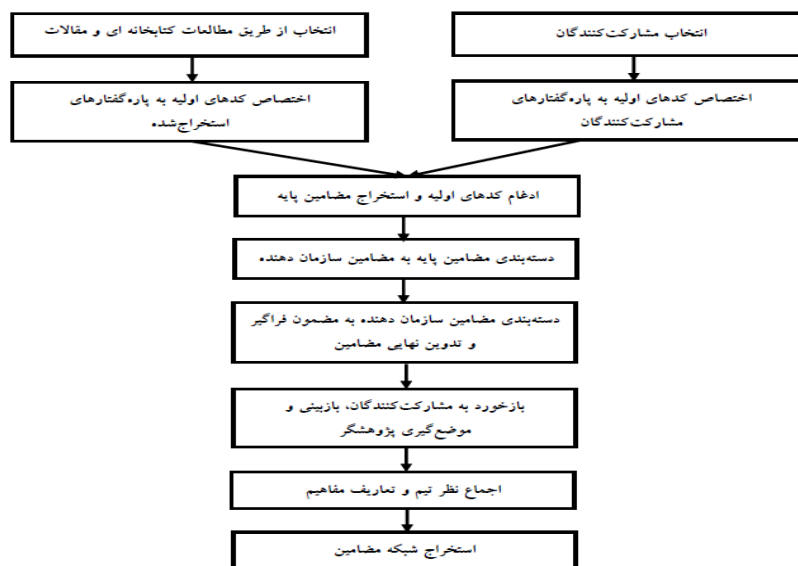 انتخاب مشارکت‌کنندگان
انتخاب از طریق مطالعات کتابخانه ای و مقالات
اختصاص کدهای اولیه به پاره‌گفتارهای
مشارکت‌کنندگان
اختصاص کدهای اولیه به پاره‌گفتارهای
استخراج‌شده
ادغام کدهای اولیه و استخراج مضامین پایه
دسته‌بندی مضامین پایه به مضامین سازمان دهنده
دسته‌بندی مضامین سازمان دهنده به مضمون فراگیر
و تدوین نهایی مضامین
بازخورد به مشارکت‌کنندگان، بازبینی و
موضع‌گیری پژوهشگر
اجماع نظر تیم و تعاریف مفاهیم
استخراج شبکه مضامین